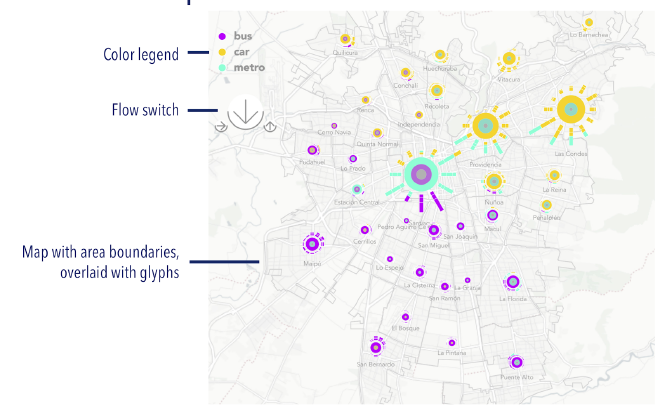 bus
car
metro
Color legend
Flow switch
Map with area boundaries,
overlaid with glyphs
Quilicura
Lo Barnechea
Huechuraba
Vitacura
Conchalí
Recoleta
Renca
Independencia
Cerro Navia
Quinta Normal
Las Condes
Pudahuel
Lo Prado
Providencia
La Reina
Estación Central
Ñuñoa
Peñalolén
Santiago
Pedro Aguirre Cerda
San Joaquín
Macul
Cerrillos
San Miguel
Maipú
Lo Espejo
La Cisterna
La Granja
San Ramón
La Florida
El Bosque
La Pintana
San Bernardo
Puente Alto